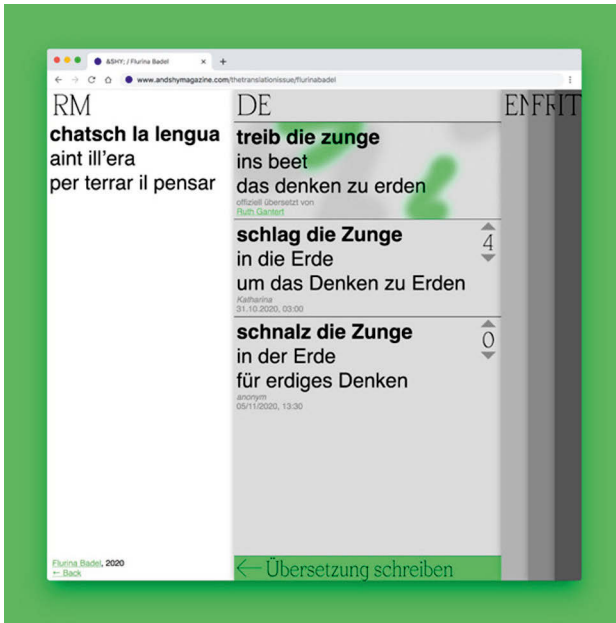 &SHY; / Flurina Badel
www.andshymagazine.com/thetranslationissue/flurinabadel
RM
chatsch la lengua
aint ill'era
per terrar il pensar
Flurina Badel, 2020
← Back
DE
treib die zunge
ins beet
das denken zu erden
offiziell übersetzt von
Ruth Gantert
schlag die Zunge
in die Erde
um das Denken zu Erden
Katharina
31.10.2020, 03:00
4
schnalz die Zunge
in der Erde
für erdiges Denken
anonym
05/11/2020, 13:30
0
← Übersetzung schreiben
EN
FR
IT